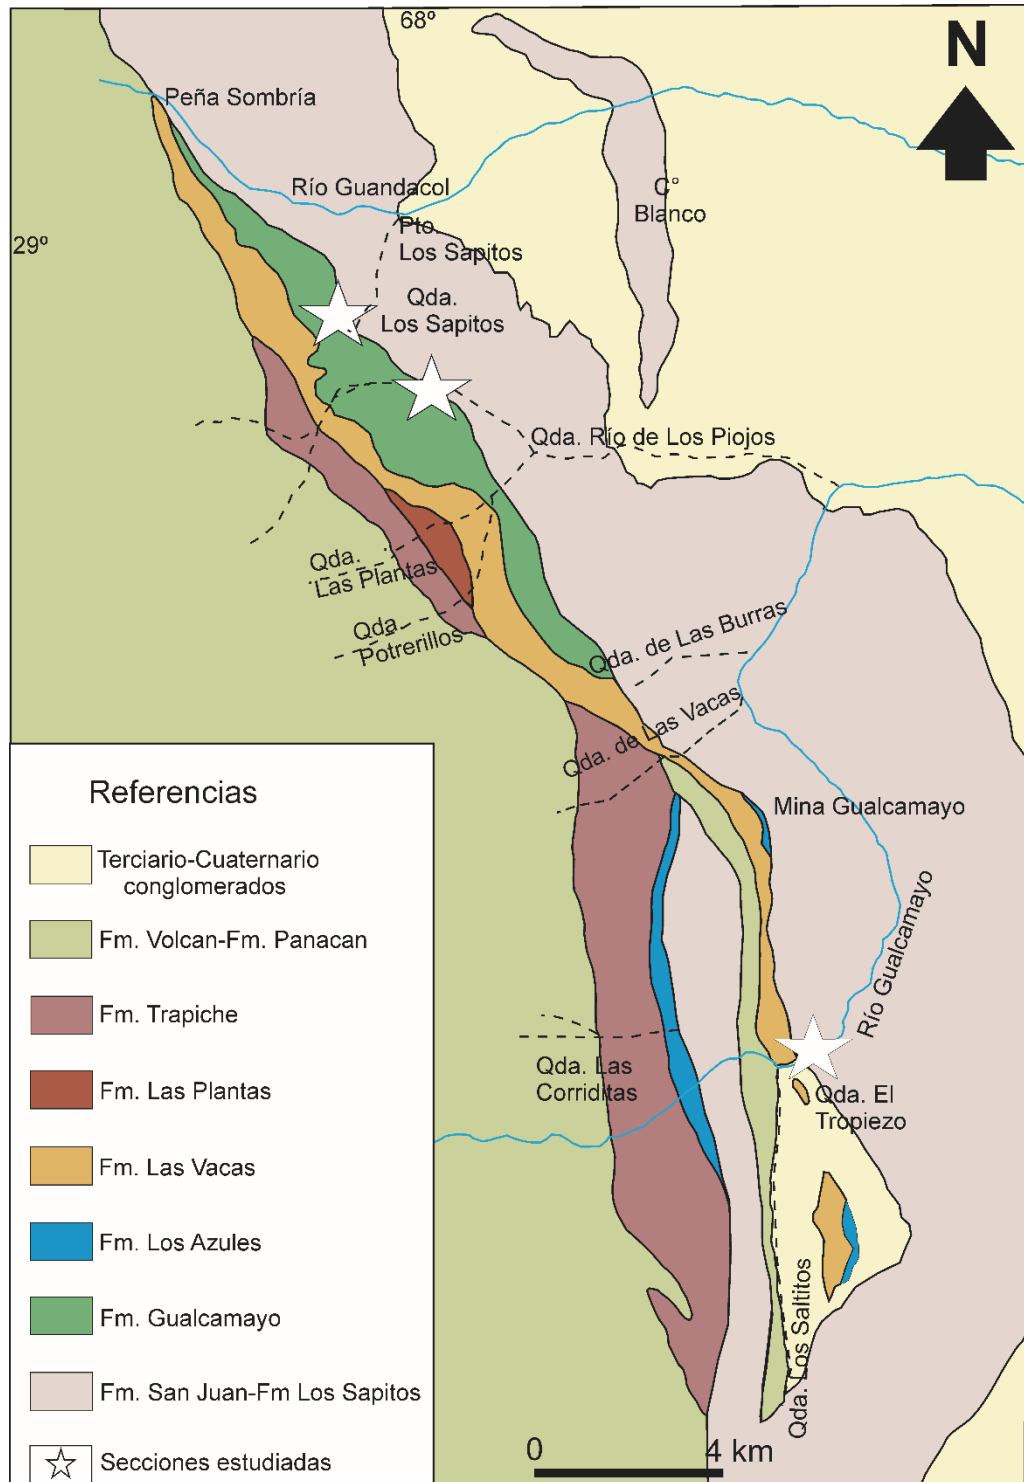 68º
N
Peña Sombría
Río Guandacol
C°
Blanco
29º
Pto.
Los Sapitos
Qda.
Los Sapitos
Qda. Río de Los Piojos
Qda.
Las Plantas
Qda.
Potrerillos
Qda. de Las Burras
Qda. de Las Vacas
Mina Gualcamayo
Río Gualcamayo
Qda. Las
Corriditas
Qda. El
Tropiezo
Qda. Los Saltitos
Referencias
Terciario-Cuaternario
conglomerados
Fm. Volcan-Fm. Panacan
Fm. Trapiche
Fm. Las Plantas
Fm. Las Vacas
Fm. Los Azules
Fm. Gualcamayo
Fm. San Juan-Fm Los Sapitos
Secciones estudiadas
0 4 km